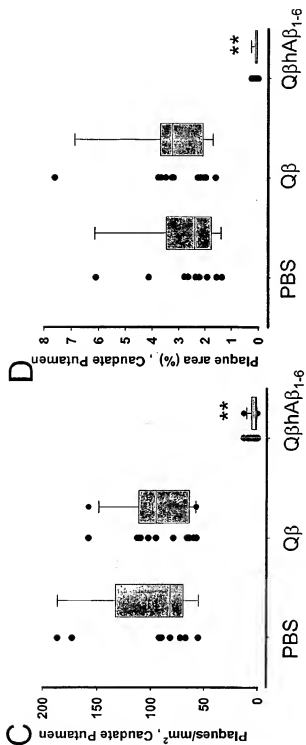 C
Plaques/mm², Caudate Putamen
200
150
100
50
0
**
PBS
Qβ
QβhAβ1-6
D
Plaque area (%), Caudate Putamen
8
7
6
5
4
3
2
1
0
**
PBS
Qβ
QβhAβ1-6